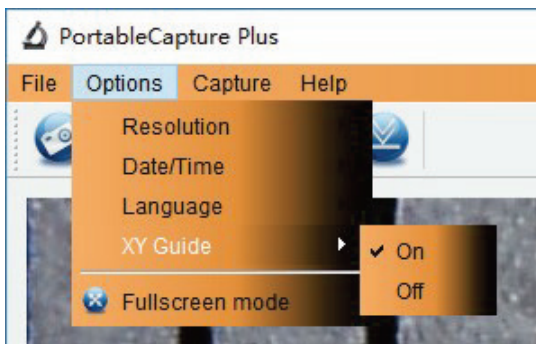 PortableCapture Plus
File Options Capture Help
Resolution
Date/Time
Language
XY Guide
On
Off
Fullscreen mode